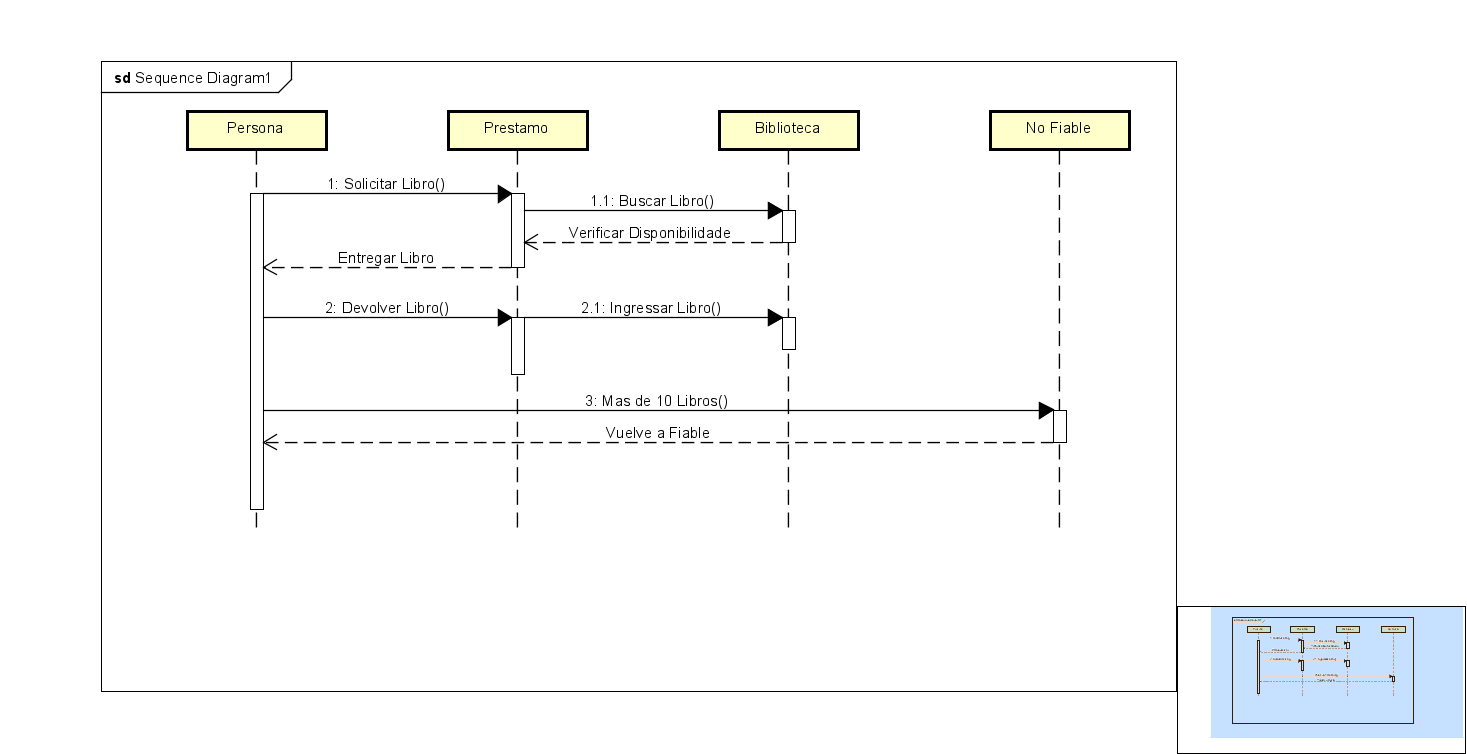 sd Sequence Diagram1
Persona
Prestamo
Biblioteca
No Fiable
1: Solicitar Libro()
1.1: Buscar Libro()
Verificar Disponibilidade
Entregar Libro
2: Devolver Libro()
2.1: Ingressar Libro()
3: Mas de 10 Libros()
Vuelve a Fiable